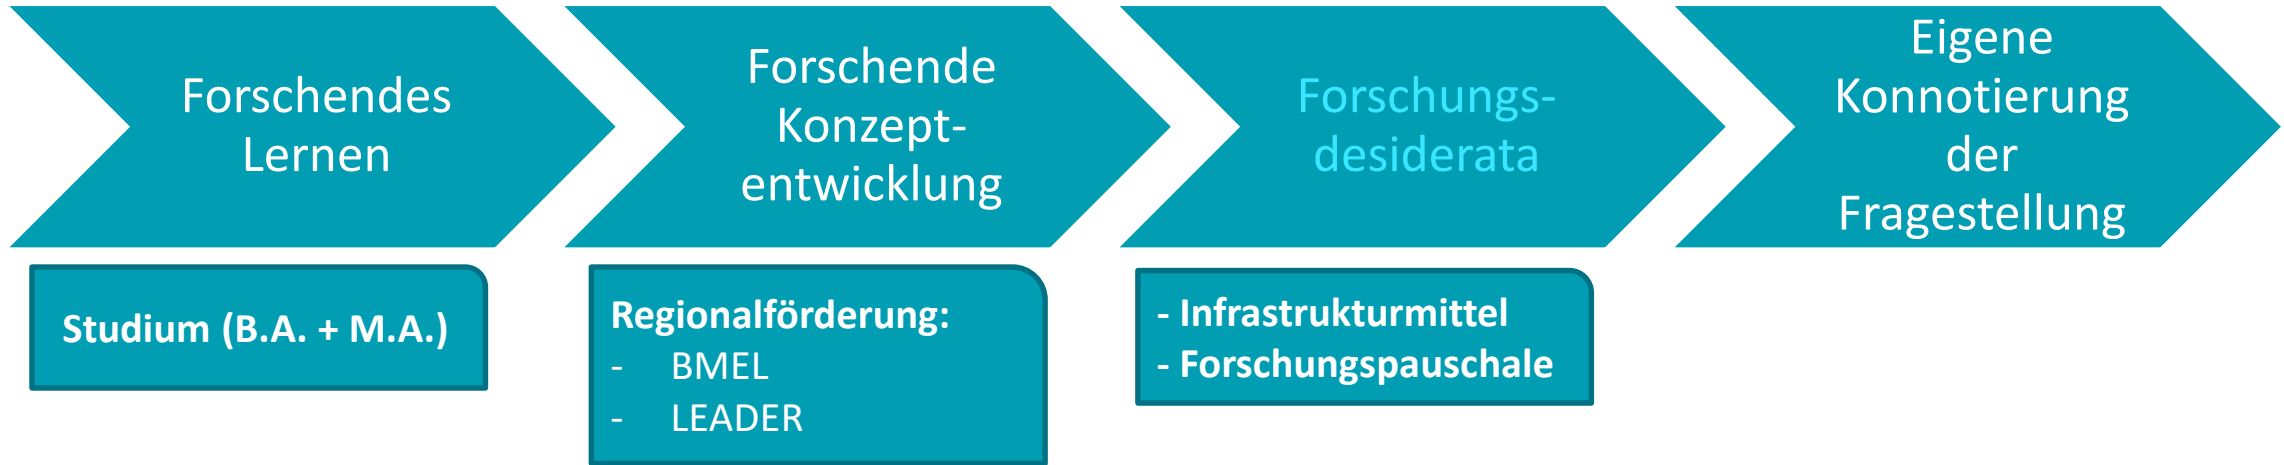 Forschendes
Lernen
Forschende
Konzept-
entwicklung
Forschungs-
desiderata
Eigene
Konnotierung
der
Fragestellung
Studium (B.A. + M.A.)
Regionalförderung:
- BMEL
- LEADER
- Infrastrukturmittel
- Forschungspauschale